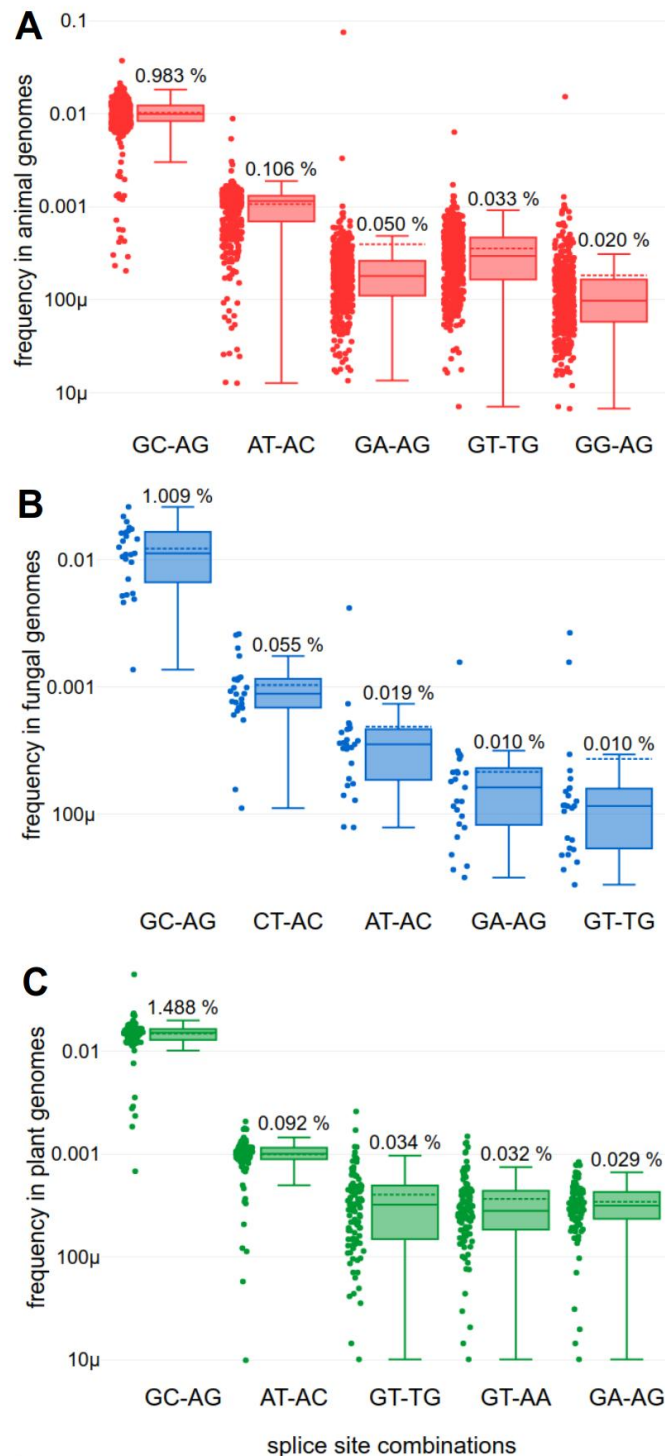 A
frequency in animal genomes
0.1
0.01
0.001
100µ
10µ
0.983 %
0.106 %
0.050 %
0.033 %
0.020 %
GC-AG AT-AC GA-AG GT-TG GG-AG
B
frequency in fungal genomes
0.01
0.001
100µ
1.009 %
0.055 %
0.019 %
0.010 %
0.010 %
GC-AG CT-AC AT-AC GA-AG GT-TG
C
frequency in plant genomes
0.01
0.001
100µ
10µ
1.488 %
0.092 %
0.034 %
0.032 %
0.029 %
GC-AG AT-AC GT-TG GT-AA GA-AG
splice site combinations